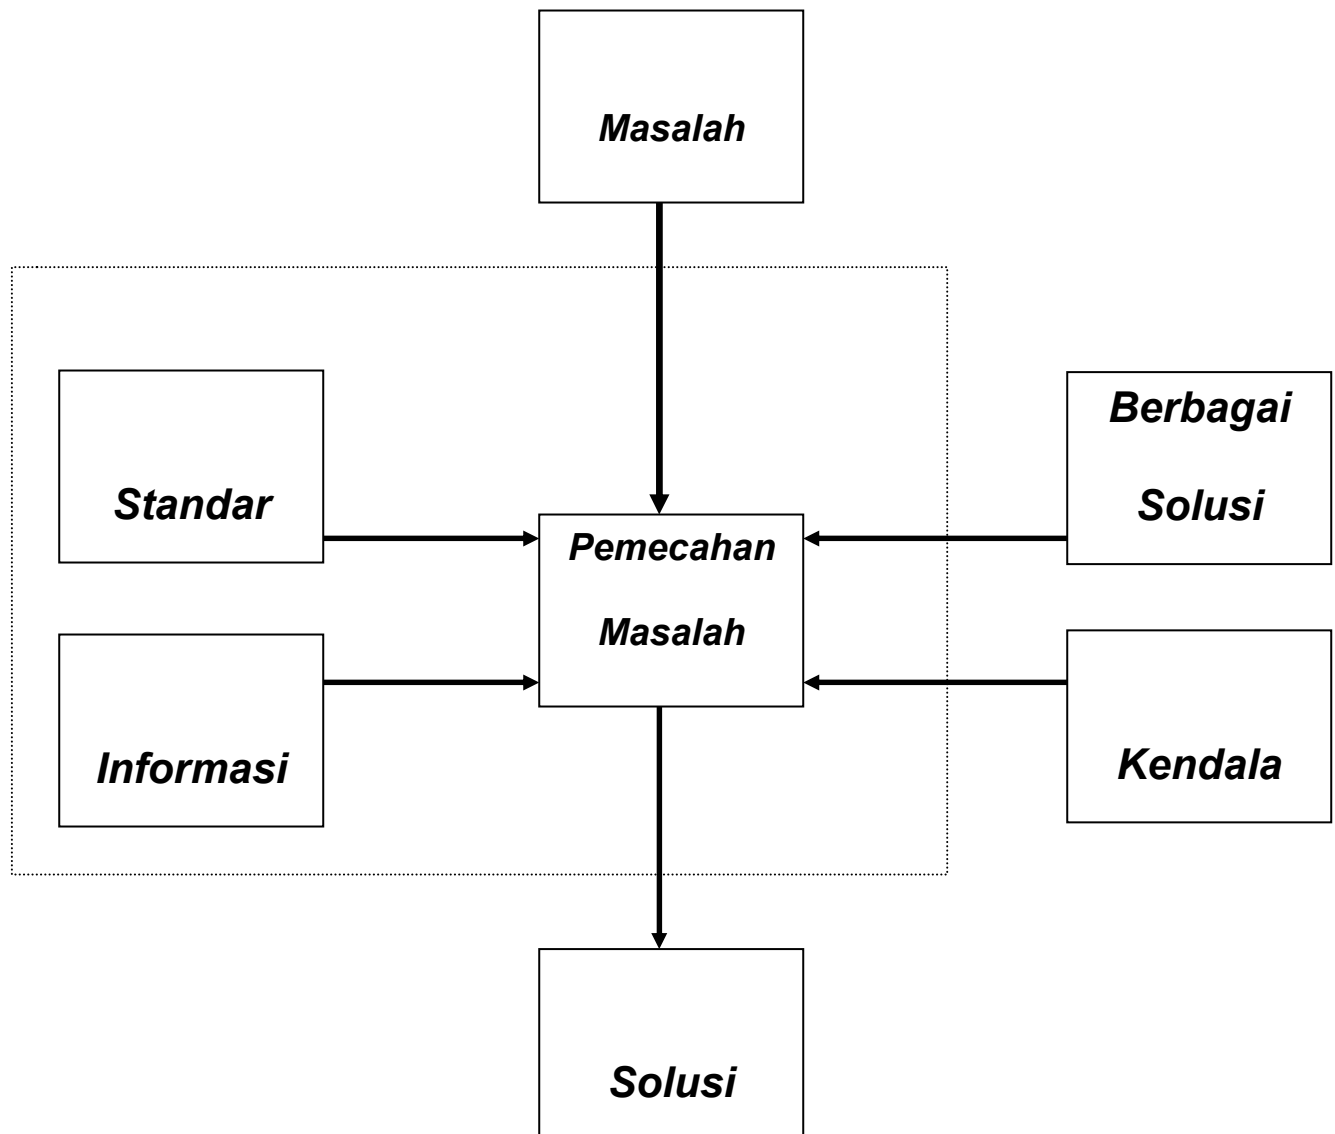 Masalah
Standar
Berbagai
Solusi
Pemecahan
Masalah
Informasi
Kendala
Solusi